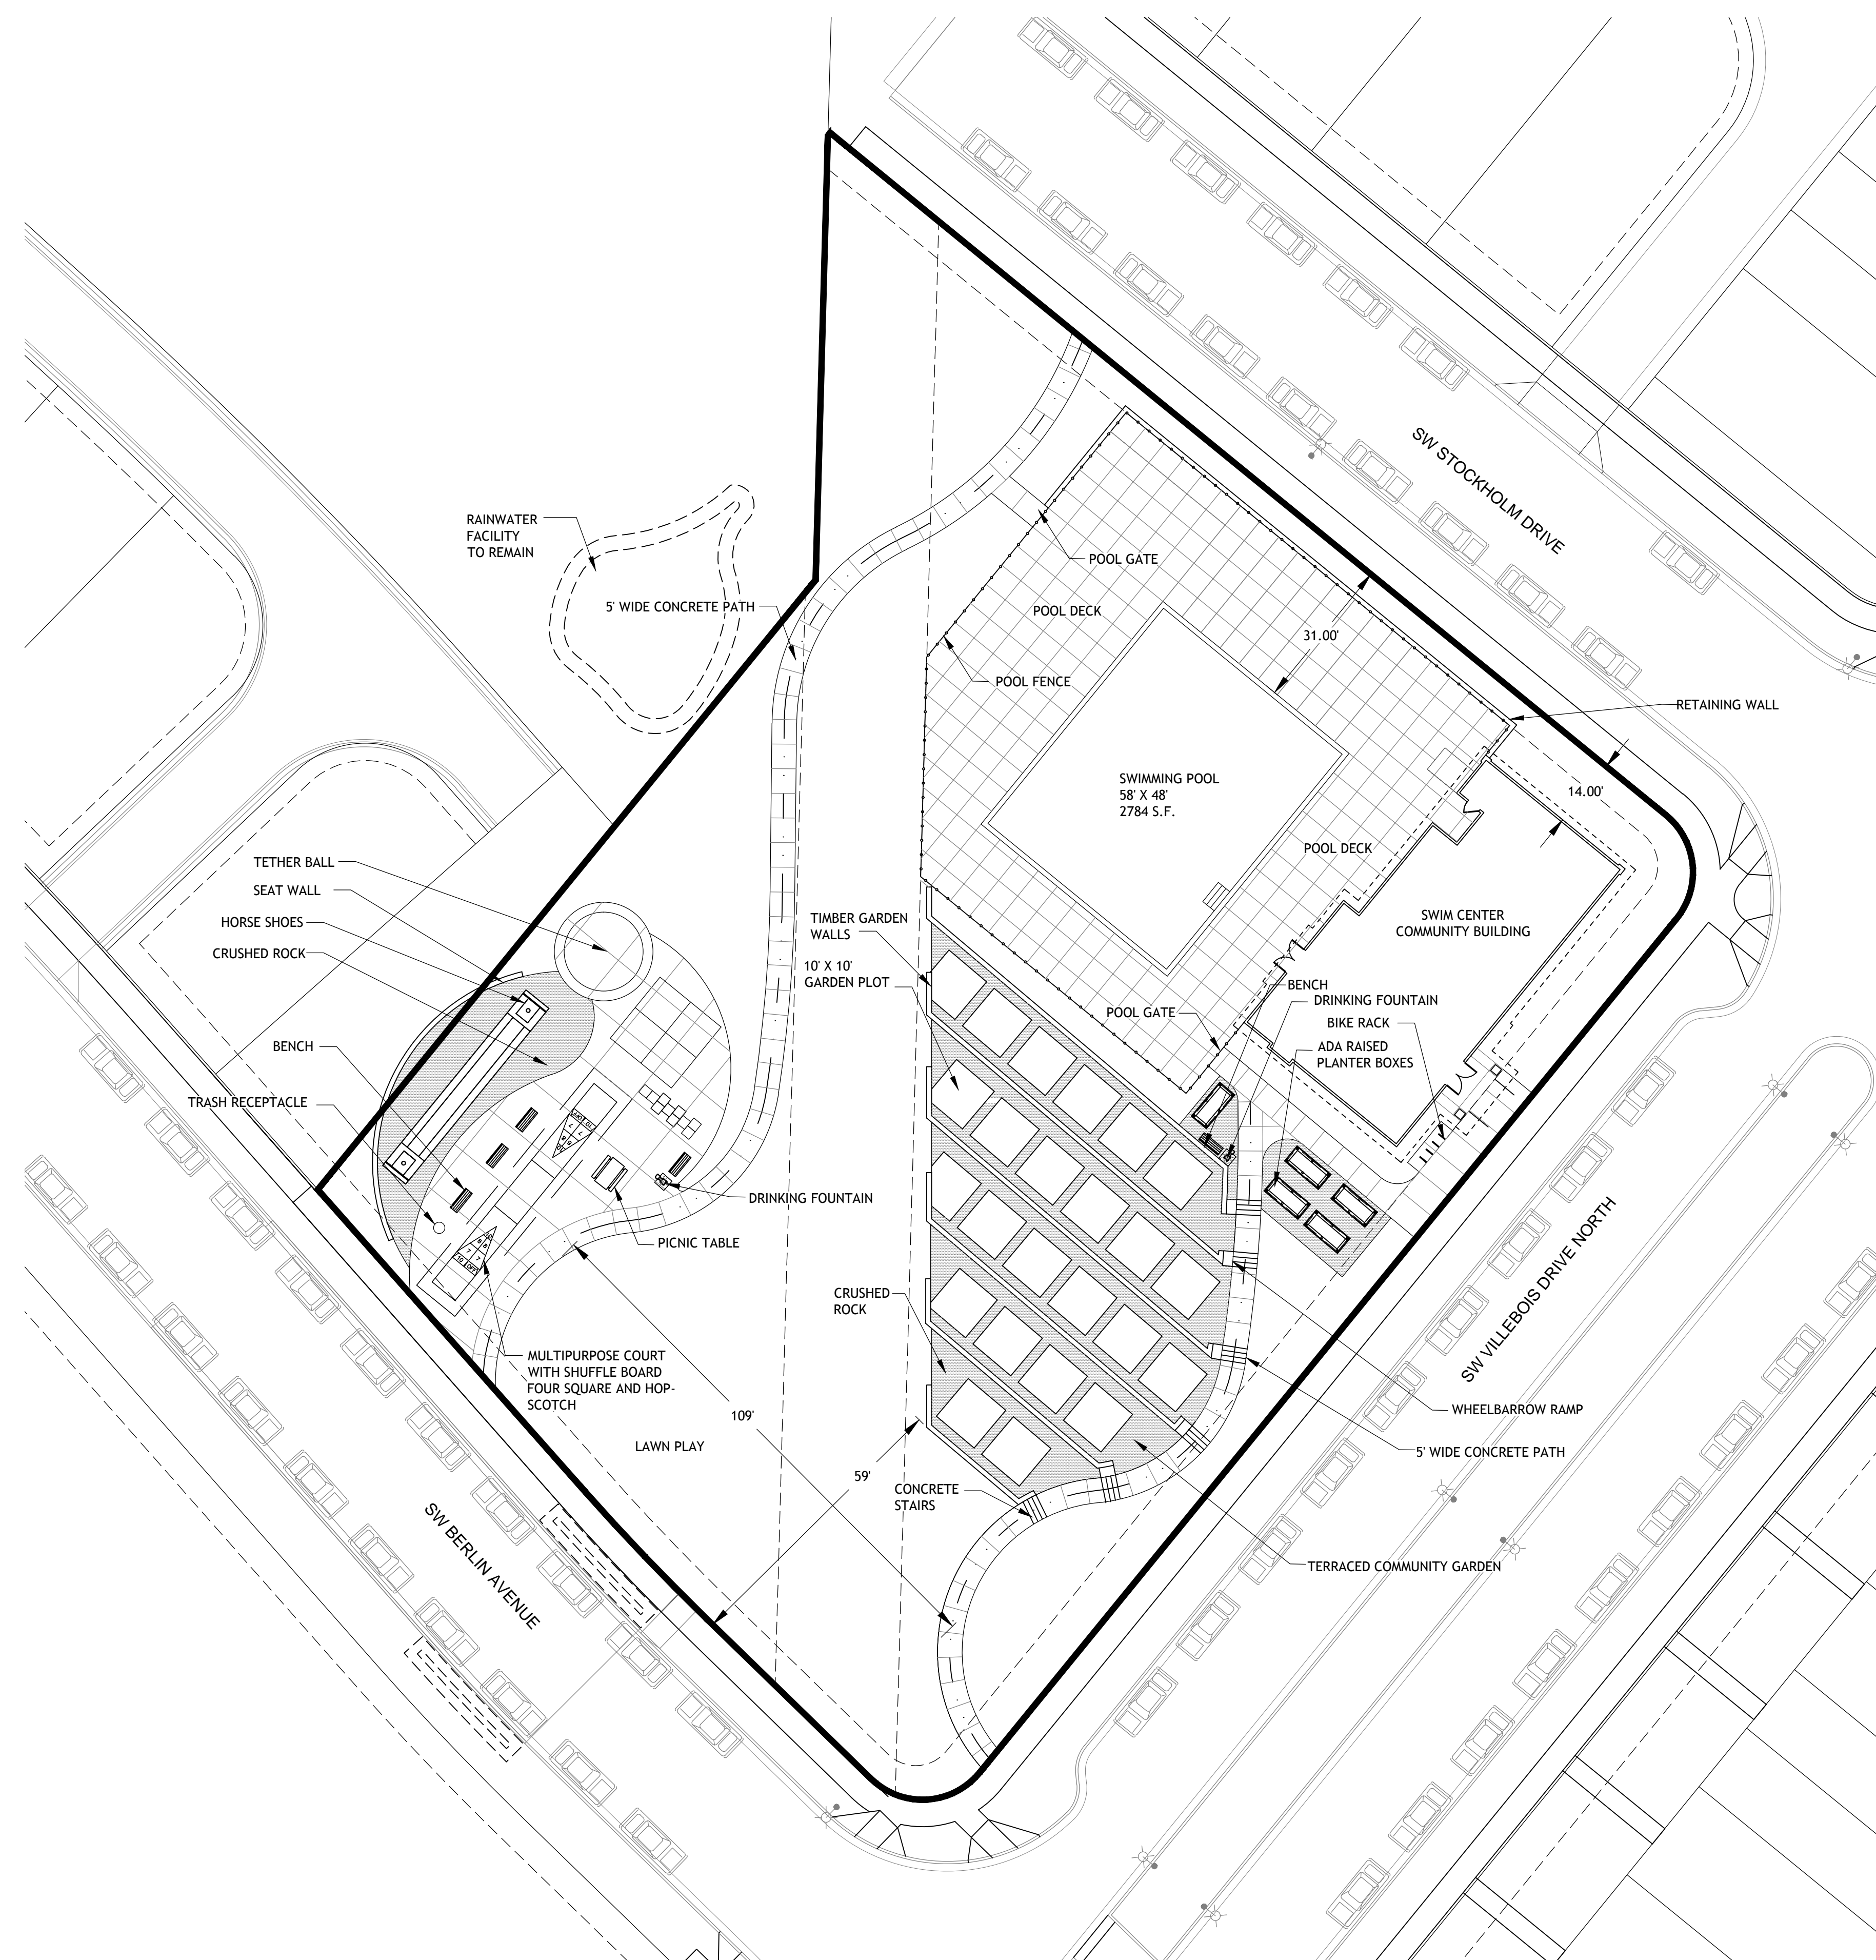 SW STOCKHOLM DRIVE
RAINWATER
FACILITY
TO REMAIN
POOL GATE
5' WIDE CONCRETE PATH
POOL DECK
31.00'
POOL FENCE
RETAINING WALL
SWIMMING POOL
58' X 48'
2784 S.F.
14.00'
POOL DECK
TETHER BALL
SEAT WALL
HORSE SHOES
CRUSHED ROCK
TIMBER GARDEN
WALLS
SWIM CENTER
COMMUNITY BUILDING
10' X 10'
GARDEN PLOT
BENCH
DRINKING FOUNTAIN
POOL GATE
BIKE RACK
BENCH
ADA RAISED
PLANTER BOXES
TRASH RECEPTACLE
DRINKING FOUNTAIN
PICNIC TABLE
SW VILLEBOIS DRIVE NORTH
CRUSHED
ROCK
MULTIPURPOSE COURT
WITH SHUFFLE BOARD
FOUR SQUARE AND HOP-
SCOTCH
109'
WHEELBARROW RAMP
LAWN PLAY
5' WIDE CONCRETE PATH
59'
CONCRETE
STAIRS
SW BERLIN AVENUE
TERRACED COMMUNITY GARDEN